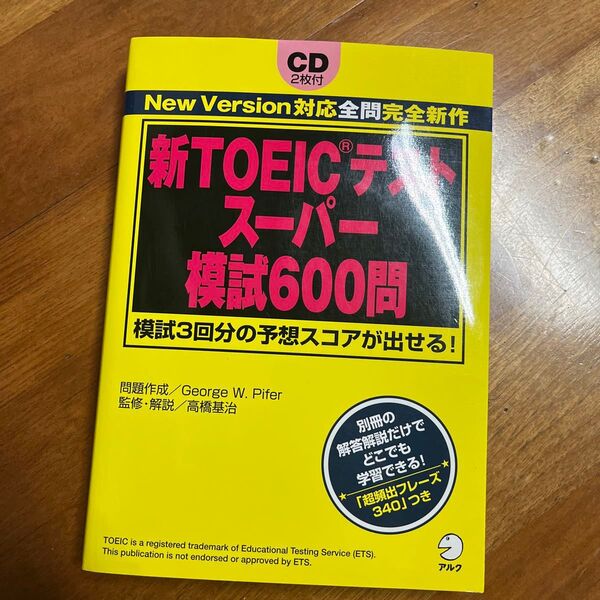 CD
2枚付
New Version対応全問完全新作
新TOEIC®テスト
スーパー
模試600問
模試3回分の予想スコアが出せる!
問題作成/George W. Pifer
監修・解説/高橋基治
別冊の
解答解説だけで
どこでも
学習できる!
「超頻出フレーズ
340」つき
アルク
TOEIC is a registered trademark of Educational Testing Service (ETS).
This publication is not endorsed or approved by ETS.